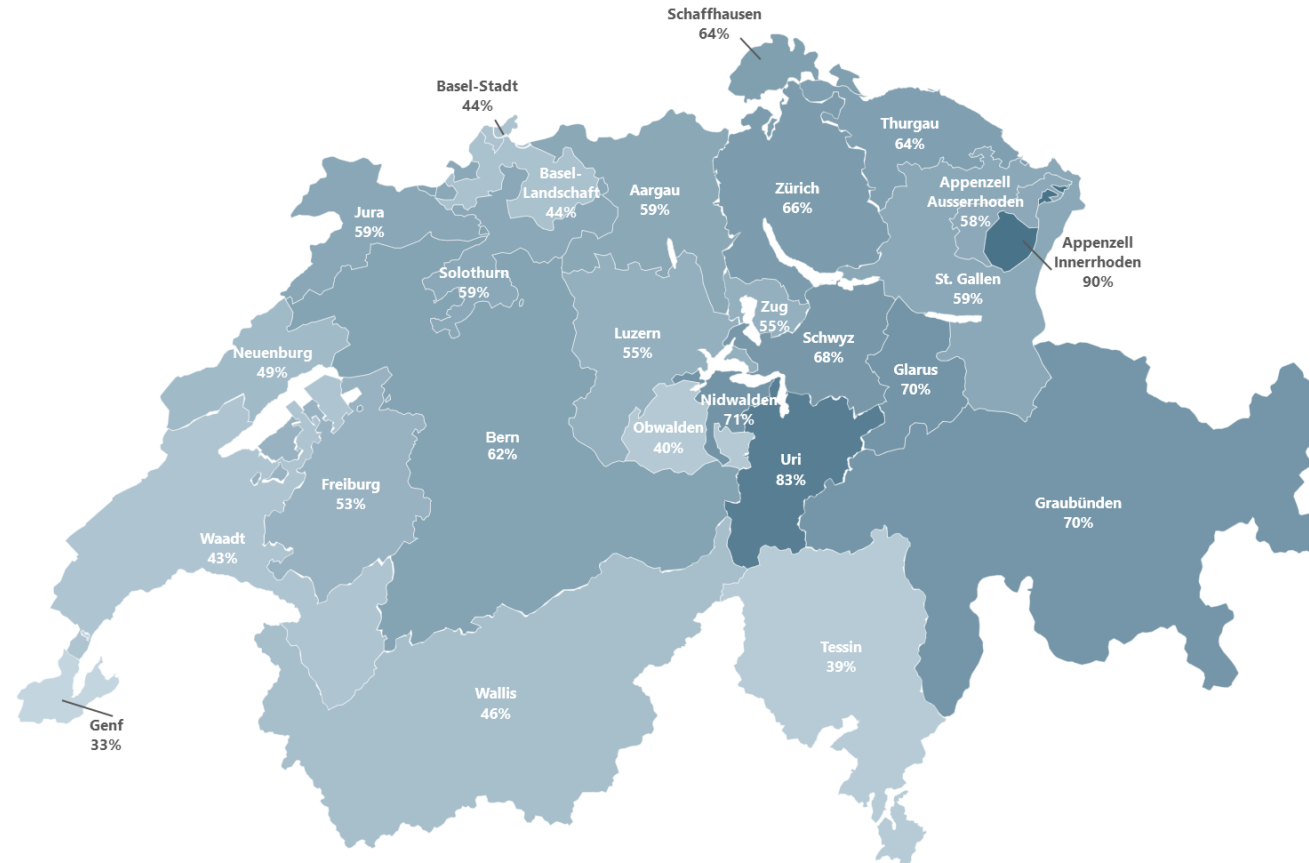 Schaffhausen
64%
Basel-Stadt
44%
Thurgau
64%
Basel-
Landschaft
44%
Aargau
59%
Zürich
66%
Appenzell
Ausserrhoden
58%
Jura
59%
Appenzell
Innerrhoden
90%
Solothurn
59%
St. Gallen
59%
Zug
55%
Luzern
55%
Schwyz
68%
Neuenburg
49%
Glarus
70%
Nidwalden
71%
Obwalden
40%
Bern
62%
Uri
83%
Freiburg
53%
Graubünden
70%
Waadt
43%
Tessin
39%
Wallis
46%
Genf
33%